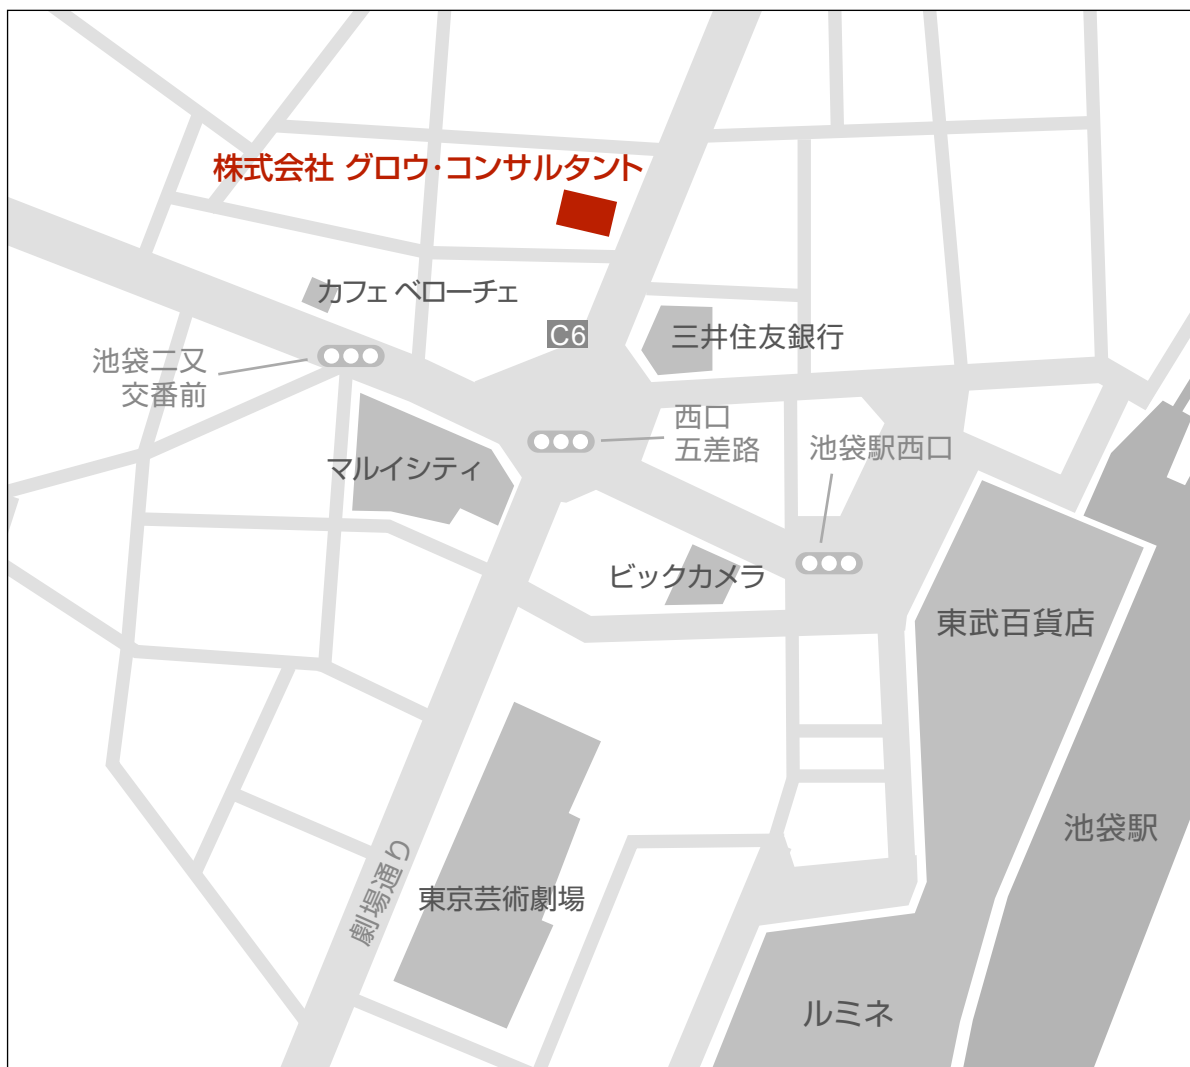 株式会社 グロウ・コンサルタント
カフェ ベローチェ
C6
三井住友銀行
池袋二又
交番前
西口
五差路
池袋駅西口
マルイシティ
ビックカメラ
東武百貨店
池袋駅
劇場通り
東京芸術劇場
ルミネ